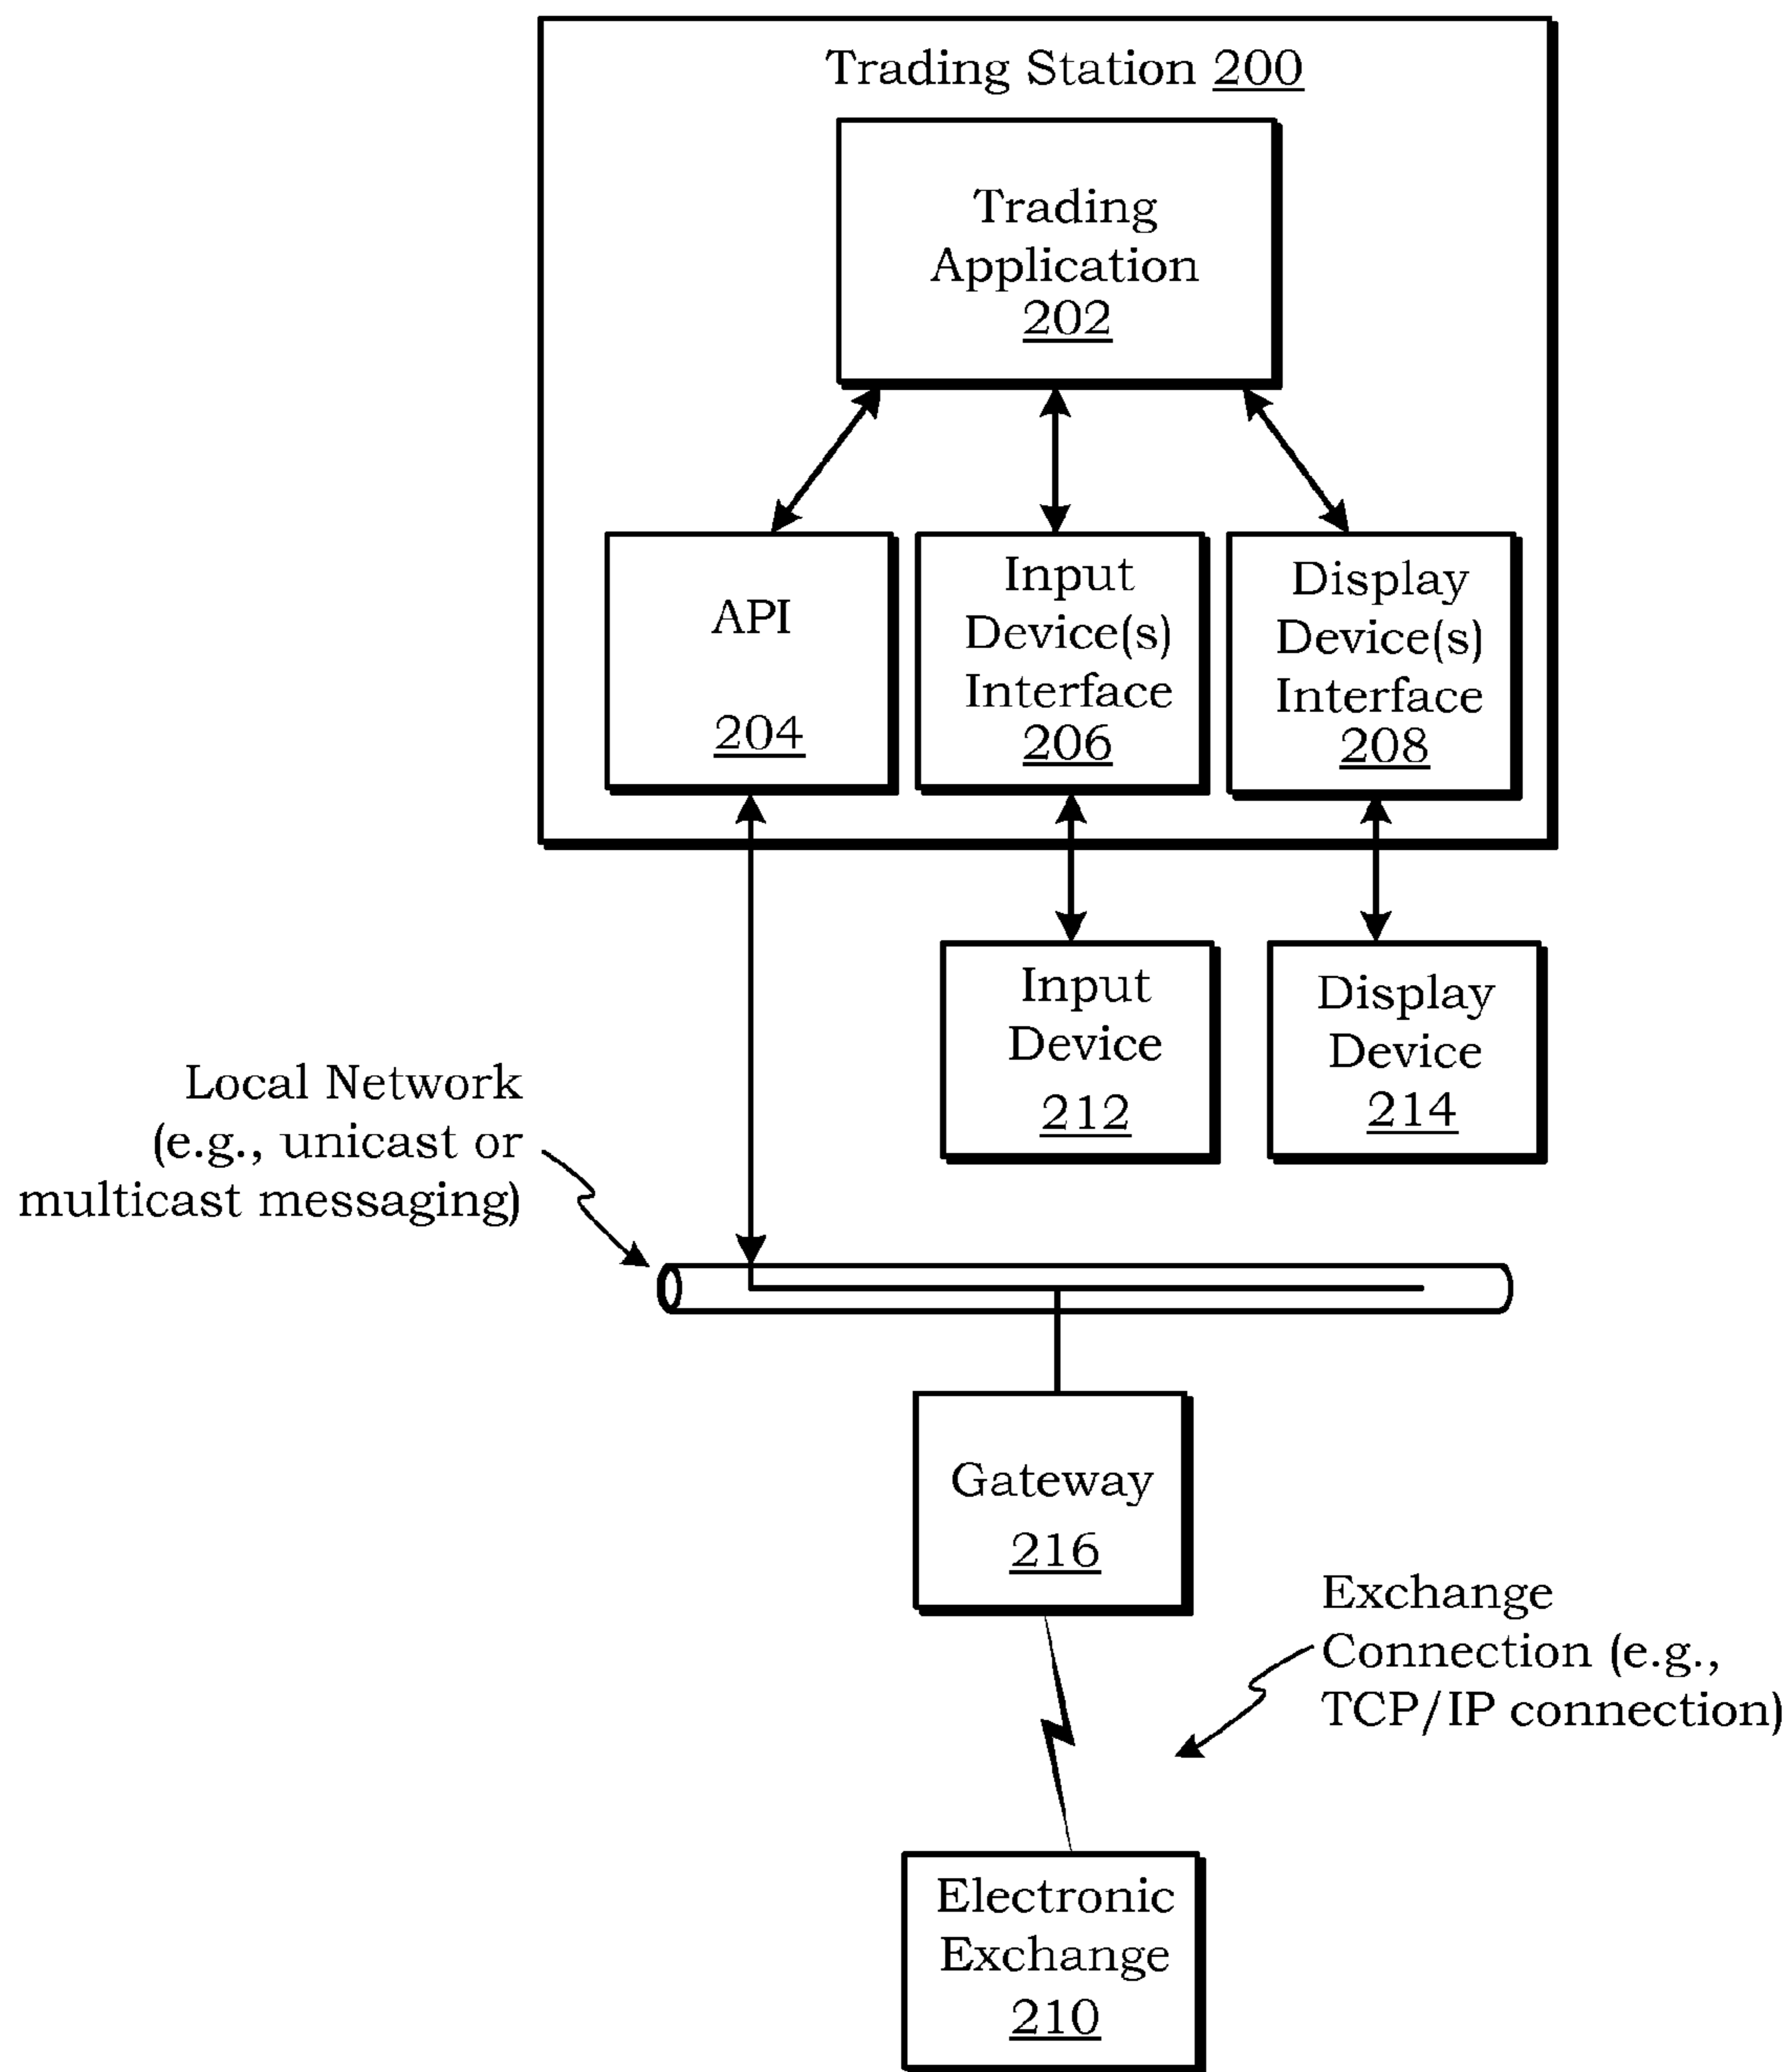 Trading Station 200
Trading
Application
202
API
204
Input
Device(s)
Interface
206
Display
Device(s)
Interface
208
Input
Device
212
Display
Device
214
Local Network
(e.g., unicast or
multicast messaging)
Gateway
216
Exchange
Connection (e.g.,
TCP/IP connection)
Electronic
Exchange
210